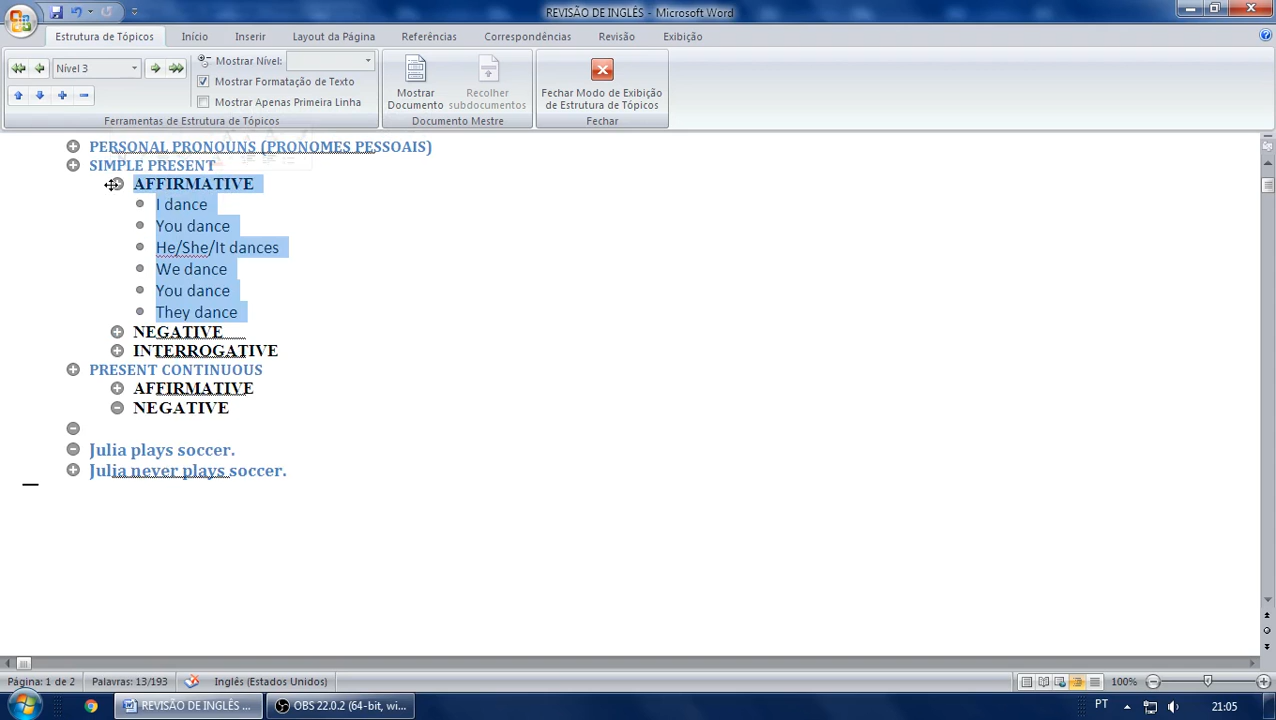 REVISÃO DE INGLÊS - Microsoft Word
Estrutura de Tópicos Início Inserir Layout da Página Referências Correspondências Revisão Exibição
Nível 3
Mostrar Nível:
Mostrar Formatação de Texto
Mostrar Apenas Primeira Linha
Ferramentas de Estrutura de Tópicos
Mostrar Documento
Recolher subdocumentos
Documento Mestre
Fechar Modo de Exibição de Estrutura de Tópicos
Fechar
PERSONAL PRONOUNS (PRONOMES PESSOAIS)
SIMPLE PRESENT
AFFIRMATIVE
I dance
You dance
He/She/It dances
We dance
You dance
They dance
NEGATIVE
INTERROGATIVE
PRESENT CONTINUOUS
AFFIRMATIVE
NEGATIVE
Julia plays soccer.
Julia never plays soccer.
Página: 1 de 2 Palavras: 13/193 Inglês (Estados Unidos) 100%
REVISÃO DE INGLÊS ... OBS 22.0.2 (64-bit, wi... PT 21:05